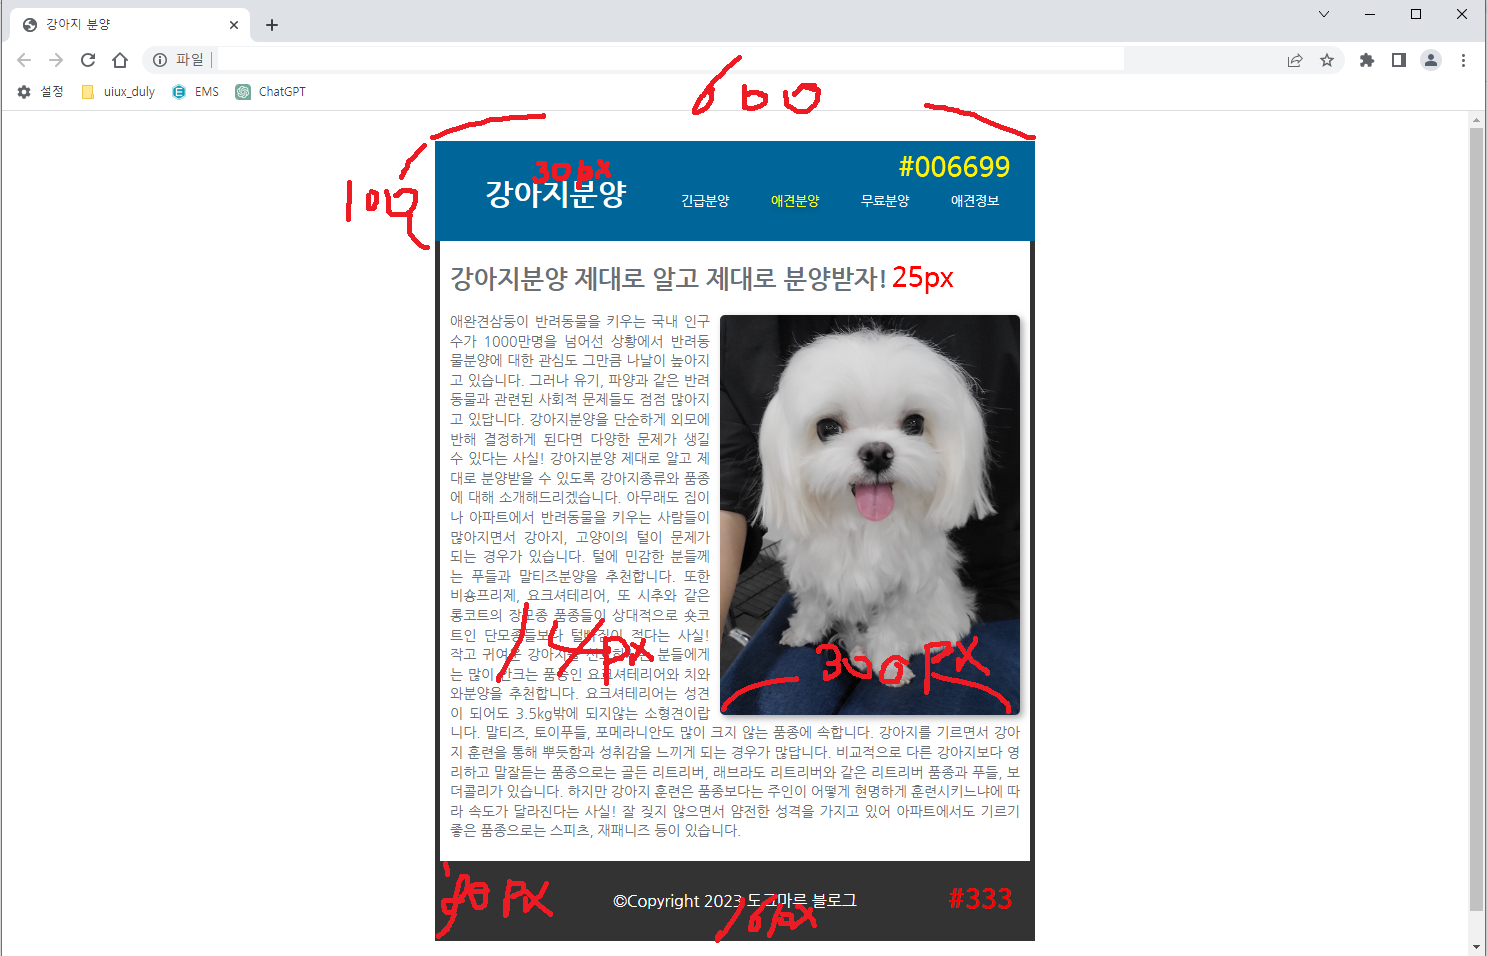 강아지 분양
파일
설정 uiux_duly EMS ChatGPT
600
#006699
100
30px
강아지분양 긴급분양 애견분양 무료분양 애견정보
강아지분양 제대로 알고 제대로 분양받자! 25px
애완견삼둥이 반려동물을 키우는 국내 인구
수가 1000만명을 넘어선 상황에서 반려동
물분양에 대한 관심도 그만큼 나날이 높아지
고 있습니다. 그러나 유기, 파양과 같은 반려
동물과 관련된 사회적 문제들도 점점 많아지
고 있답니다. 강아지분양을 단순하게 외모에
반해 결정하게 된다면 다양한 문제가 생길
수 있다는 사실! 강아지분양 제대로 알고 제
대로 분양받을 수 있도록 강아지종류와 품종
에 대해 소개해드리겠습니다. 아무래도 집이
나 아파트에서 반려동물을 키우는 사람들이
많아지면서 강아지, 고양이의 털이 문제가
되는 경우가 있습니다. 털에 민감한 분들께
는 푸들과 말티즈분양을 추천합니다. 또한
비숑프리제, 요크셔테리어, 또 시추와 같은
롱코트의 장모종 품종들이 상대적으로 숏코
트인 단모종들보다 털빠짐이 적다는 사실!
작고 귀여운 강아지를 분들에게
는 많이 안크는 품종인 요크셔테리어와 치와
와분양을 추천합니다. 요크셔테리어는 성견
이 되어도 3.5kg밖에 되지않는 소형견이랍
니다. 말티즈, 토이푸들, 포메라니안도 많이 크지 않는 품종에 속합니다. 강아지를 기르면서 강아
지 훈련을 통해 뿌듯함과 성취감을 느끼게 되는 경우가 많답니다. 비교적으로 다른 강아지보다 영
리하고 말잘듣는 품종으로는 골든 리트리버, 래브라도 리트리버와 같은 리트리버 품종과 푸들, 보
더콜리가 있습니다. 하지만 강아지 훈련은 품종보다는 주인이 어떻게 현명하게 훈련시키느냐에 따
라 속도가 달라진다는 사실! 잘 짖지 않으면서 얌전한 성격을 가지고 있어 아파트에서도 기르기
좋은 품종으로는 스피츠, 재패니즈 등이 있습니다.
14px
300px
©Copyright 2023 도그마르 블로그
#333
16px